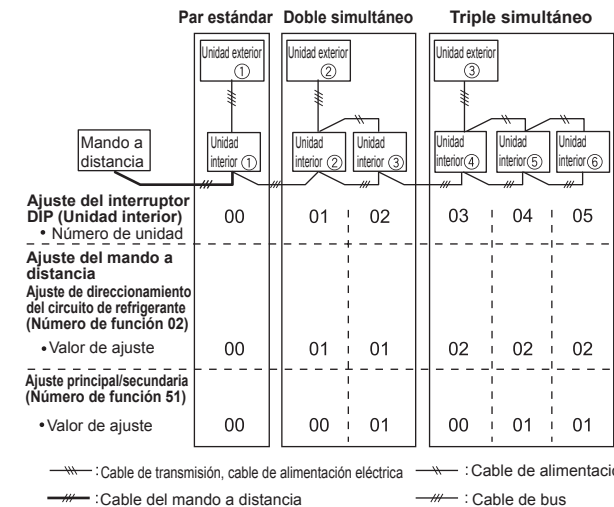 Par estándar Doble simultáneo Triple simultáneo
Unidad exterior ① Unidad exterior ② Unidad exterior ③
Mando a distancia
Unidad interior ① Unidad interior ② Unidad interior ③ Unidad interior ④ Unidad interior ⑤ Unidad interior ⑥
Ajuste del interruptor
DIP (Unidad interior)
• Número de unidad
00 01 02 03 04 05
Ajuste del mando a
distancia
Ajuste de direccionamiento
del circuito de refrigerante
(Número de función 02)
• Valor de ajuste 00 01 01 02 02 02
Ajuste principal/secundaria
(Número de función 51)
• Valor de ajuste 00 00 01 00 01 01
: Cable de transmisión, cable de alimentación eléctrica : Cable de
: Cable del mando a distancia : Cable de bus